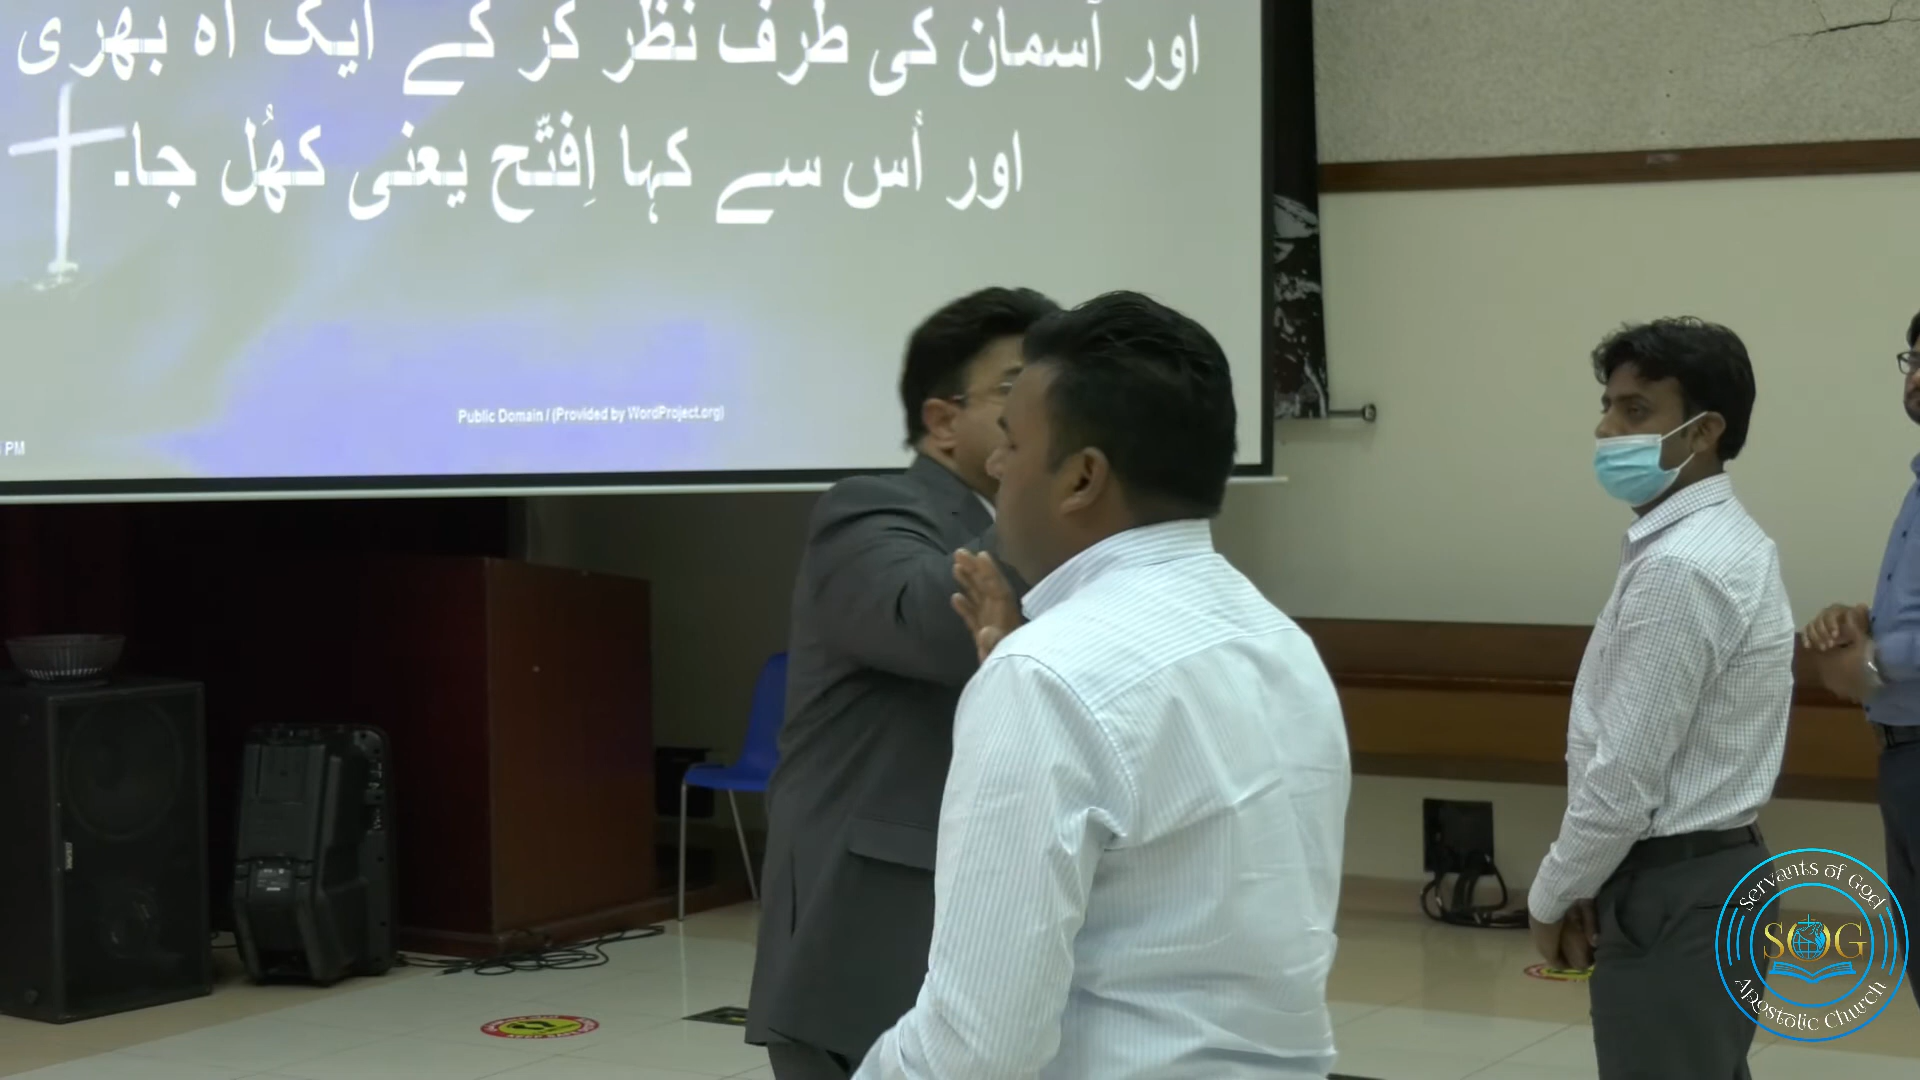 اور آسمان کی طرف نظر کر کے ایک آہ بھری
اور اُس سے کہا اِفتّح یعنی کھُل جا۔
Public Domain / (Provided by WordProject.org)
PM
Servants of God
SOG
Apostolic Church